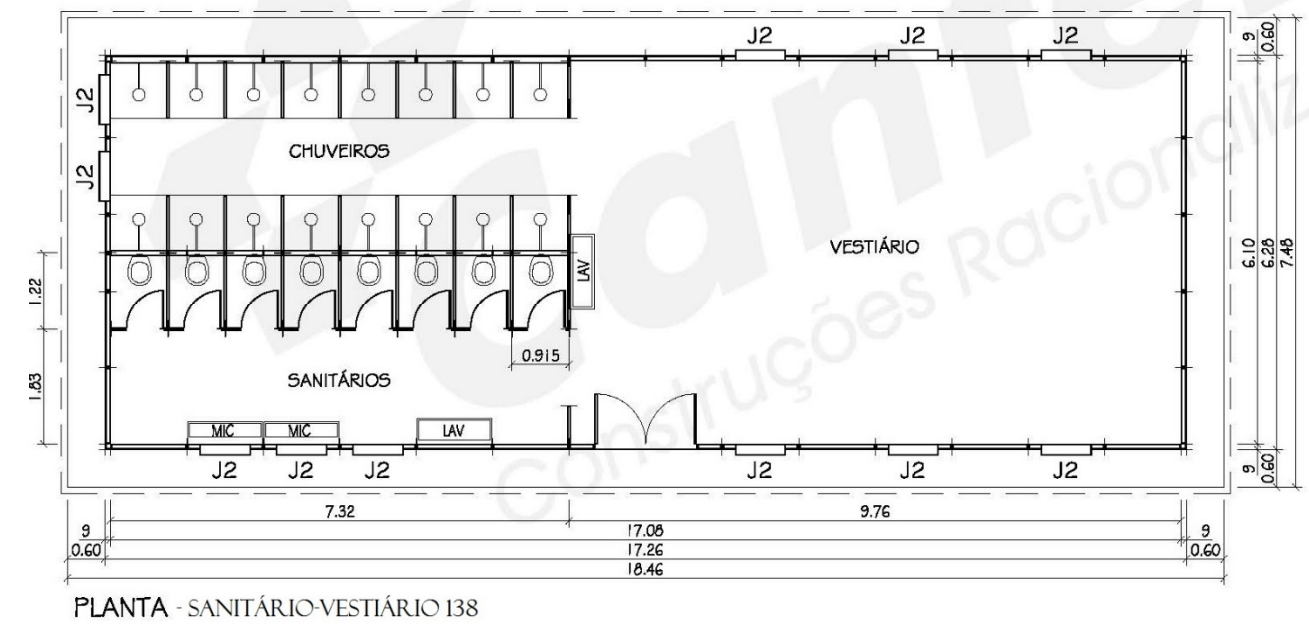 J2 J2 J2
9
0.60
J2
J2
CHUVEIROS
VESTIÁRIO
LAV
6.10
6.28
7.48
1.22
1.83
0.915
SANITÁRIOS
MIC MIC LAV
J2 J2 J2 J2 J2 J2
9
0.60
7.32 9.76
9 17.08 9
0.60 17.26 0.60
18.46
PLANTA - SANITÁRIO-VESTIÁRIO 138
Construções Racionaliz